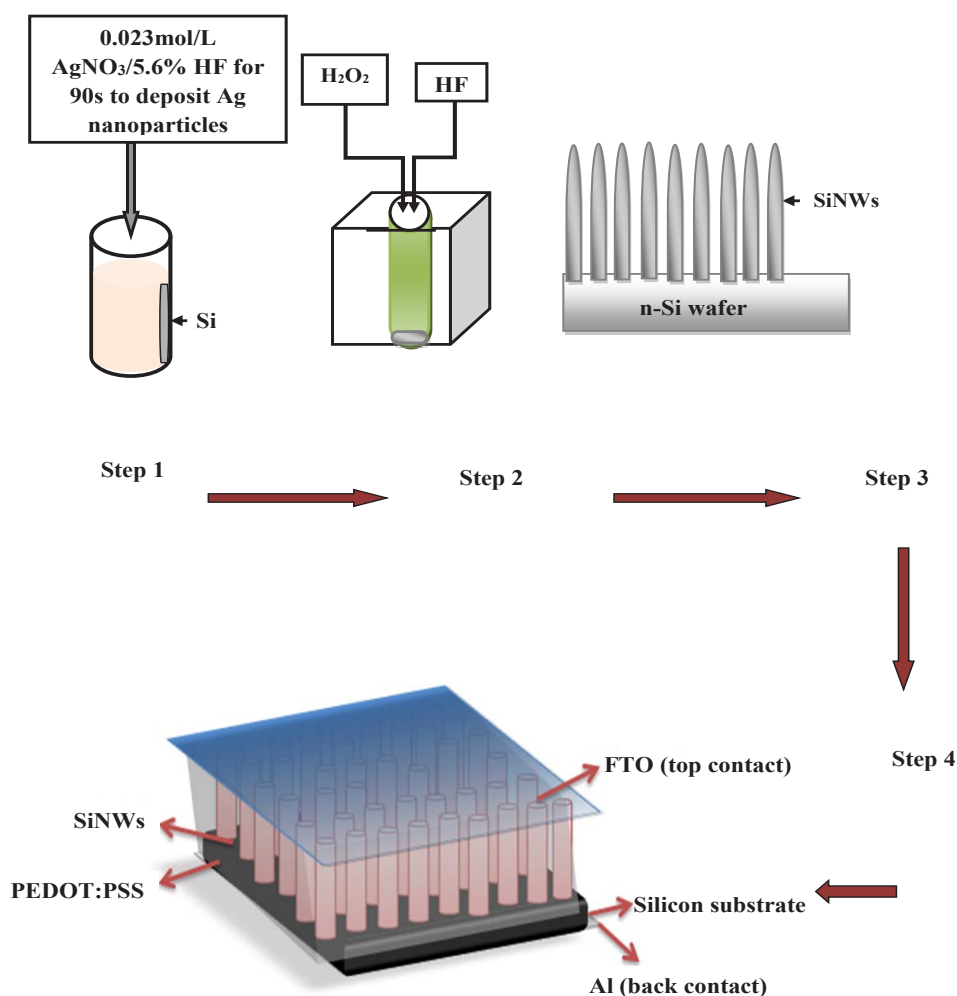 0.023mol/L
AgNO₃/5.6% HF for
90s to deposit Ag
nanoparticles
H₂O₂
HF
SiNWs
n-Si wafer
Si
Step 1
Step 2
Step 3
Step 4
FTO (top contact)
SiNWs
PEDOT:PSS
Silicon substrate
Al (back contact)